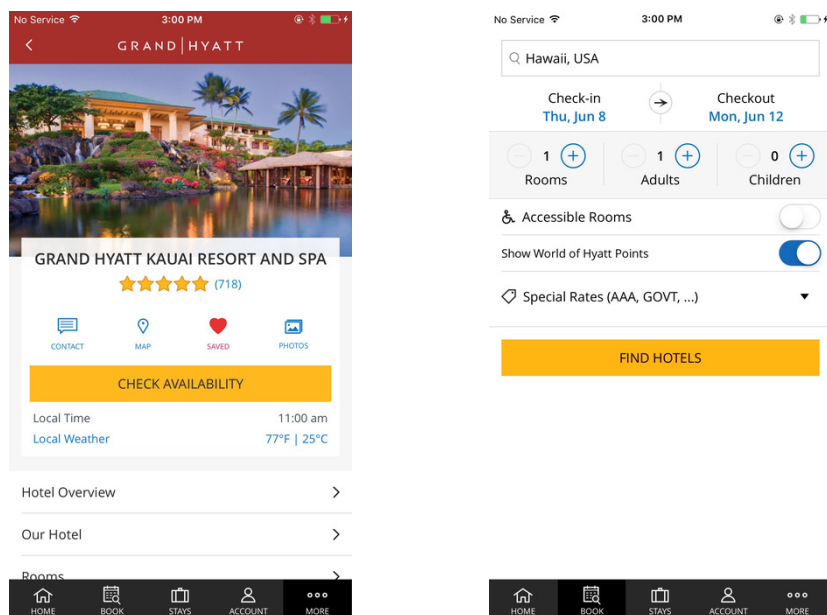 No Service 3:00 PM
GRAND HYATT
GRAND HYATT KAUAI RESORT AND SPA
(718)
CONTACT MAP SAVED PHOTOS
CHECK AVAILABILITY
Local Time 11:00 am
Local Weather 77°F | 25°C
Hotel Overview
Our Hotel
Rooms
HOME BOOK STAYS ACCOUNT MORE
No Service 3:00 PM
Hawaii, USA
Check-in Checkout
Thu, Jun 8 Mon, Jun 12
1 1 0
Rooms Adults Children
Accessible Rooms
Show World of Hyatt Points
Special Rates (AAA, GOVT, ...)
FIND HOTELS
HOME BOOK STAYS ACCOUNT MORE